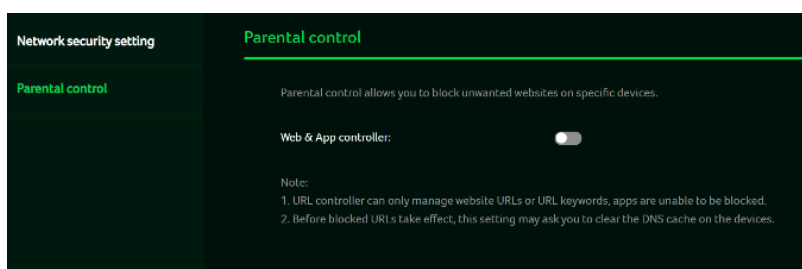 Network security setting
Parental control
Parental control
Parental control allows you to block unwanted websites on specific devices.
Web & App controller:
Note:
1. URL controller can only manage website URLs or URL keywords, apps are unable to be blocked.
2. Before blocked URLs take effect, this setting may ask you to clear the DNS cache on the devices.